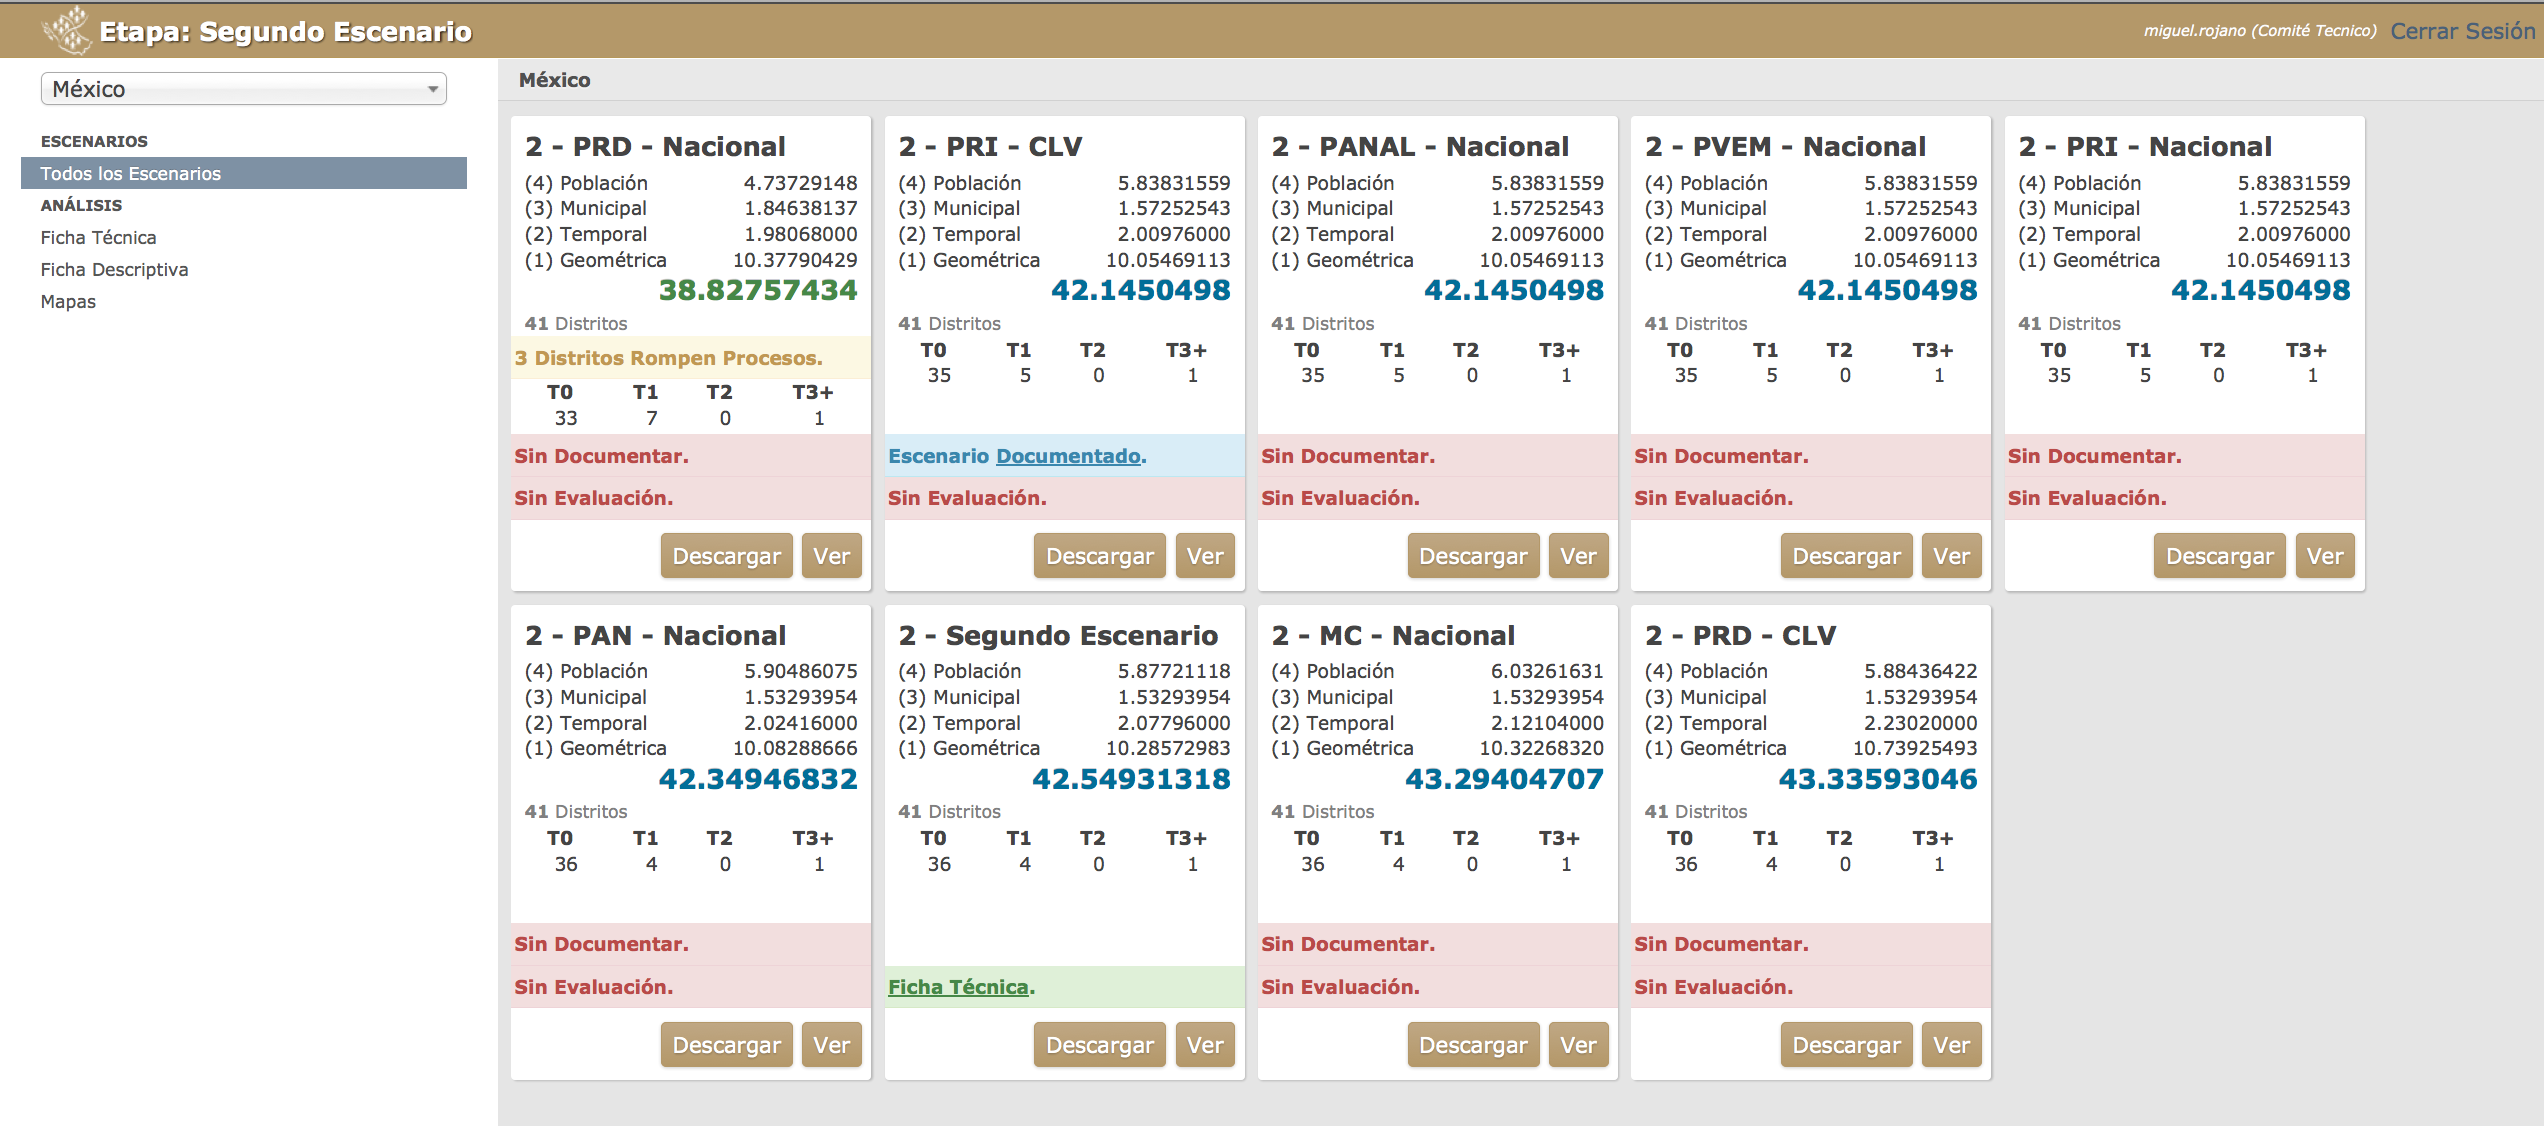 Etapa: Segundo Escenario
miguel.rojano (Comité Tecnico) Cerrar Sesión
México
ESCENARIOS
Todos los Escenarios
ANÁLISIS
Ficha Técnica
Ficha Descriptiva
Mapas
México
2 - PRD - Nacional
(4) Población 4.73729148
(3) Municipal 1.84638137
(2) Temporal 1.98068000
(1) Geométrica 10.37790429
38.82757434
41 Distritos
3 Distritos Rompen Procesos.
T0 T1 T2 T3+
33 7 0 1
Sin Documentar.
Sin Evaluación.
Descargar Ver
2 - PRI - CLV
(4) Población 5.83831559
(3) Municipal 1.57252543
(2) Temporal 2.00976000
(1) Geométrica 10.05469113
42.1450498
41 Distritos
T0 T1 T2 T3+
35 5 0 1
Escenario Documentado.
Sin Evaluación.
Descargar Ver
2 - PANAL - Nacional
(4) Población 5.83831559
(3) Municipal 1.57252543
(2) Temporal 2.00976000
(1) Geométrica 10.05469113
42.1450498
41 Distritos
T0 T1 T2 T3+
35 5 0 1
Sin Documentar.
Sin Evaluación.
Descargar Ver
2 - PVEM - Nacional
(4) Población 5.83831559
(3) Municipal 1.57252543
(2) Temporal 2.00976000
(1) Geométrica 10.05469113
42.1450498
41 Distritos
T0 T1 T2 T3+
35 5 0 1
Sin Documentar.
Sin Evaluación.
Descargar Ver
2 - PRI - Nacional
(4) Población 5.83831559
(3) Municipal 1.57252543
(2) Temporal 2.00976000
(1) Geométrica 10.05469113
42.1450498
41 Distritos
T0 T1 T2 T3+
35 5 0 1
Sin Documentar.
Sin Evaluación.
Descargar Ver
2 - PAN - Nacional
(4) Población 5.90486075
(3) Municipal 1.53293954
(2) Temporal 2.02416000
(1) Geométrica 10.08288666
42.34946832
41 Distritos
T0 T1 T2 T3+
36 4 0 1
Sin Documentar.
Sin Evaluación.
Descargar Ver
2 - Segundo Escenario
(4) Población 5.87721118
(3) Municipal 1.53293954
(2) Temporal 2.07796000
(1) Geométrica 10.28572983
42.54931318
41 Distritos
T0 T1 T2 T3+
36 4 0 1
Ficha Técnica.
Descargar Ver
2 - MC - Nacional
(4) Población 6.03261631
(3) Municipal 1.53293954
(2) Temporal 2.12104000
(1) Geométrica 10.32268320
43.29404707
41 Distritos
T0 T1 T2 T3+
36 4 0 1
Sin Documentar.
Sin Evaluación.
Descargar Ver
2 - PRD - CLV
(4) Población 5.88436422
(3) Municipal 1.53293954
(2) Temporal 2.23020000
(1) Geométrica 10.73925493
43.33593046
41 Distritos
T0 T1 T2 T3+
36 4 0 1
Sin Documentar.
Sin Evaluación.
Descargar Ver